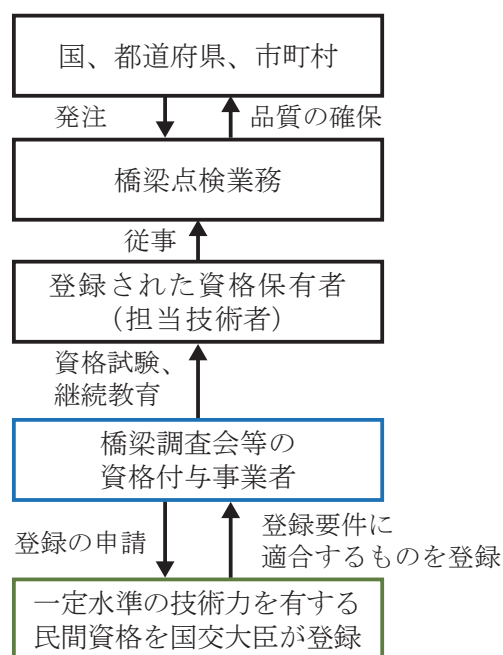 国、都道府県、市町村
発注
品質の確保
橋梁点検業務
従事
登録された資格保有者
（担当技術者）
資格試験、
継続教育
橋梁調査会等の
資格付与事業者
登録の申請
登録要件に
適合するものを登録
一定水準の技術力を有する
民間資格を国交大臣が登録